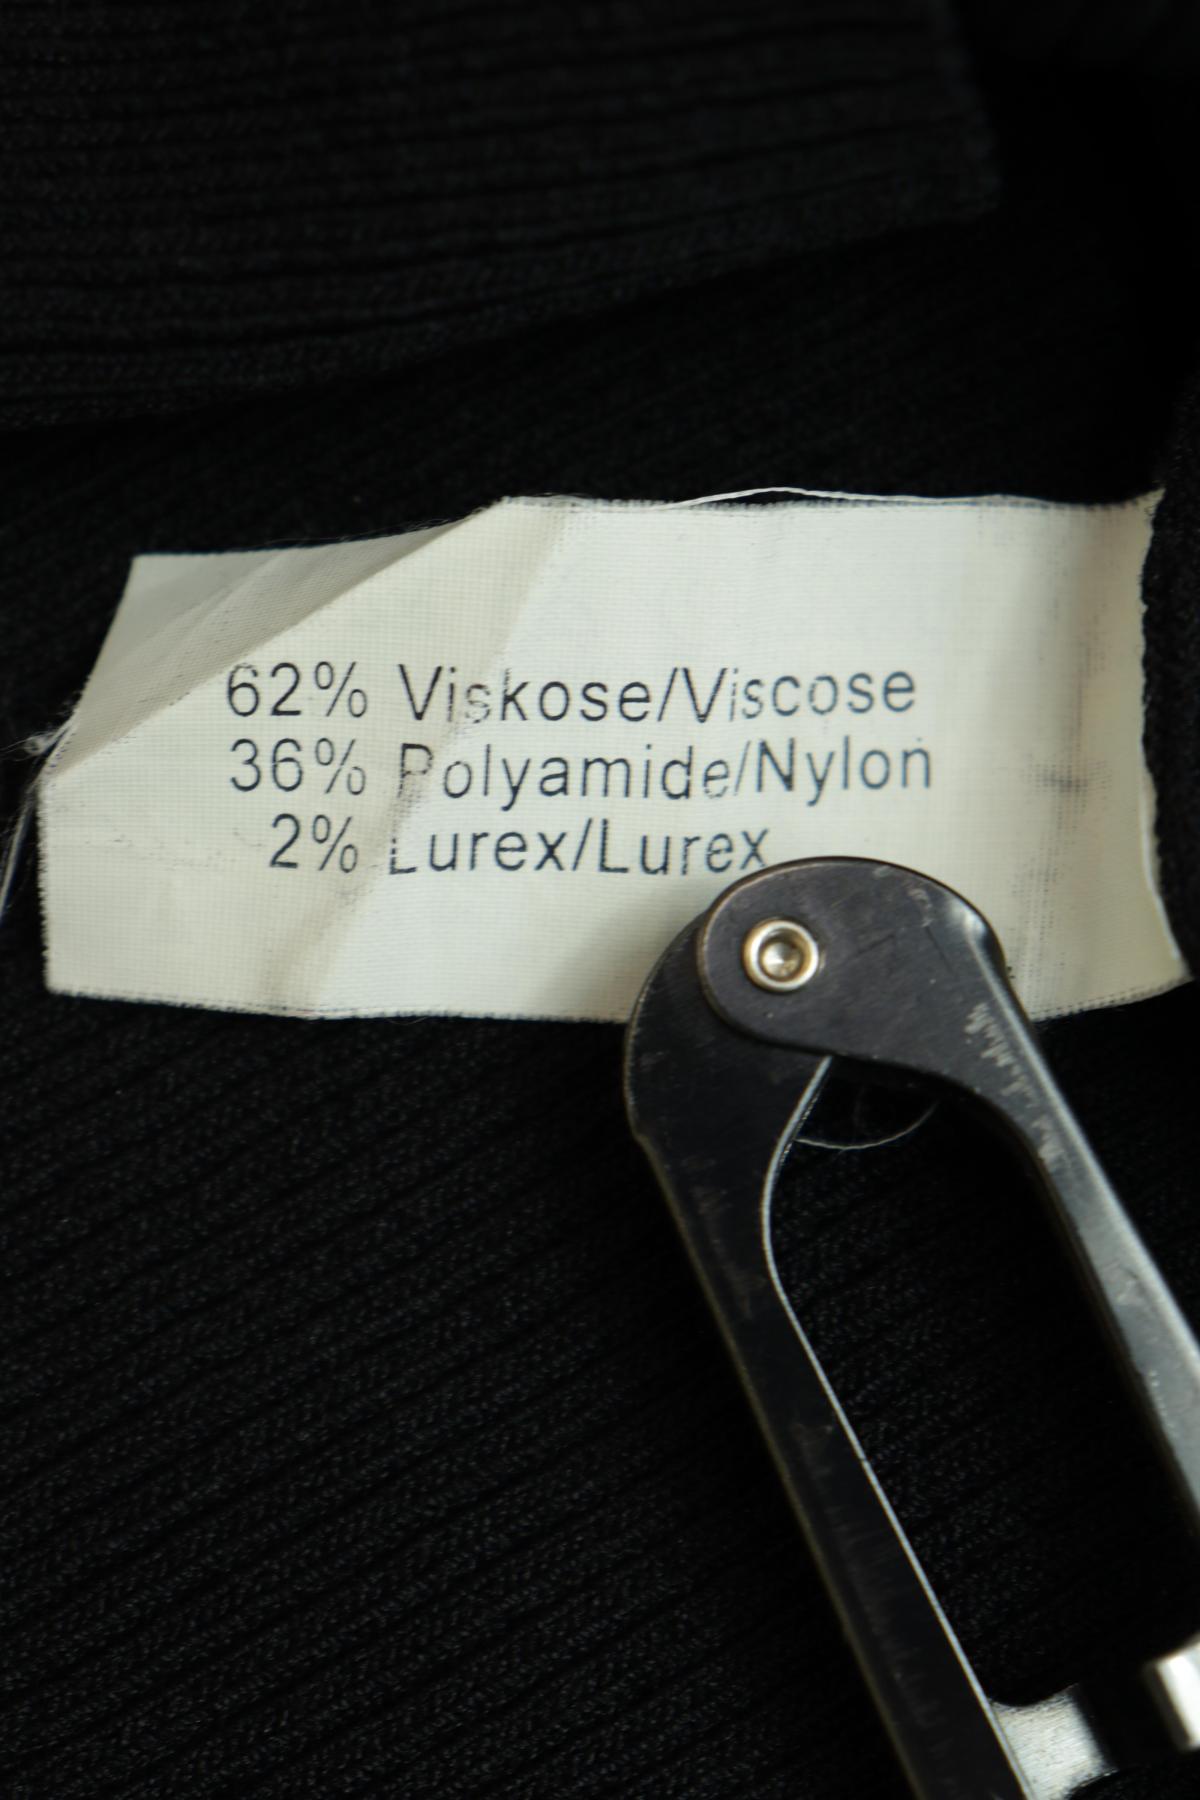 62% Viskose/Viscose
36% Polyamide/Nylon
2% Lurex/Lurex